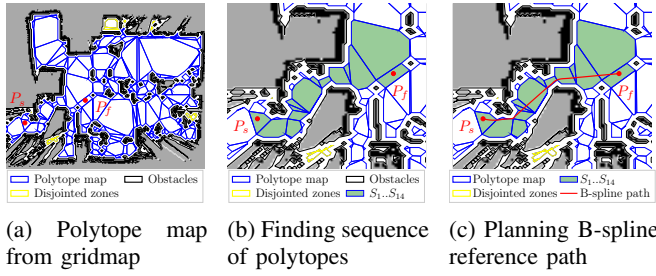 P_s
P_f
Polytope map
Obstacles
Disjointed zones
(a) Polytope map
from gridmap
P_s
P_f
Polytope map
Obstacles
Disjointed zones
S_1..S_14
(b) Finding sequence
of polytopes
P_s
P_f
Polytope map
S_1..S_14
Disjointed zones
B-spline path
(c) Planning B-spline
reference path